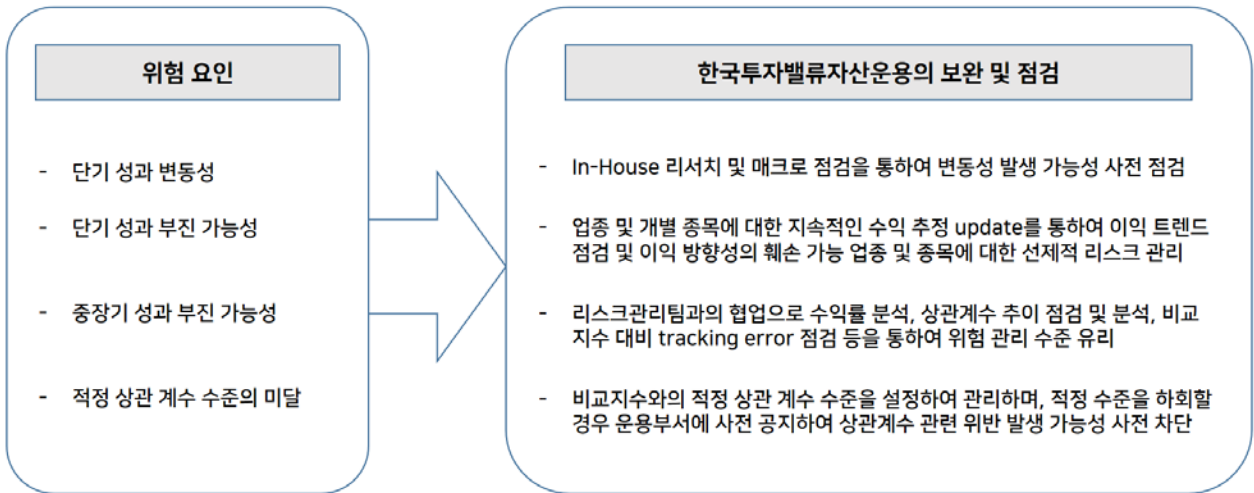 위험 요인
- 단기 성과 변동성
- 단기 성과 부진 가능성
- 중장기 성과 부진 가능성
- 적정 상관 계수 수준의 미달
한국투자밸류자산운용의 보완 및 점검
- In-House 리서치 및 매크로 점검을 통하여 변동성 발생 가능성 사전 점검
- 업종 및 개별 종목에 대한 지속적인 수익 추정 update를 통하여 이익 트렌드
점검 및 이익 방향성의 훼손 가능 업종 및 종목에 대한 선제적 리스크 관리
- 리스크관리팀과의 협업으로 수익률 분석, 상관계수 추이 점검 및 분석, 비교
지수 대비 tracking error 점검 등을 통하여 위험 관리 수준 유리
- 비교지수와의 적정 상관 계수 수준을 설정하여 관리하며, 적정 수준을 하회할
경우 운용부서에 사전 공지하여 상관계수 관련 위반 발생 가능성 사전 차단